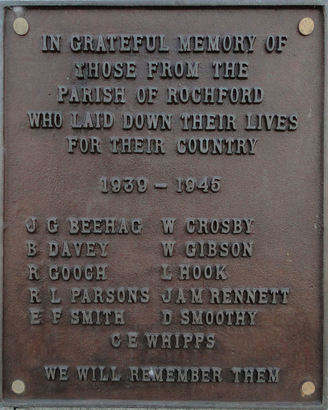 IN GRATEFUL MEMORY OF
THOSE FROM THE
PARISH OF ROCHFORD
WHO LAID DOWN THEIR LIVES
FOR THEIR COUNTRY
1939 - 1945
J G BEEHAG W CROSBY
B DAVEY W GIBSON
R GOOCH L HOOK
R L PARSONS J A M RENNETT
E F SMITH D SMOOTHY
G E WHIPPS
WE WILL REMEMBER THEM